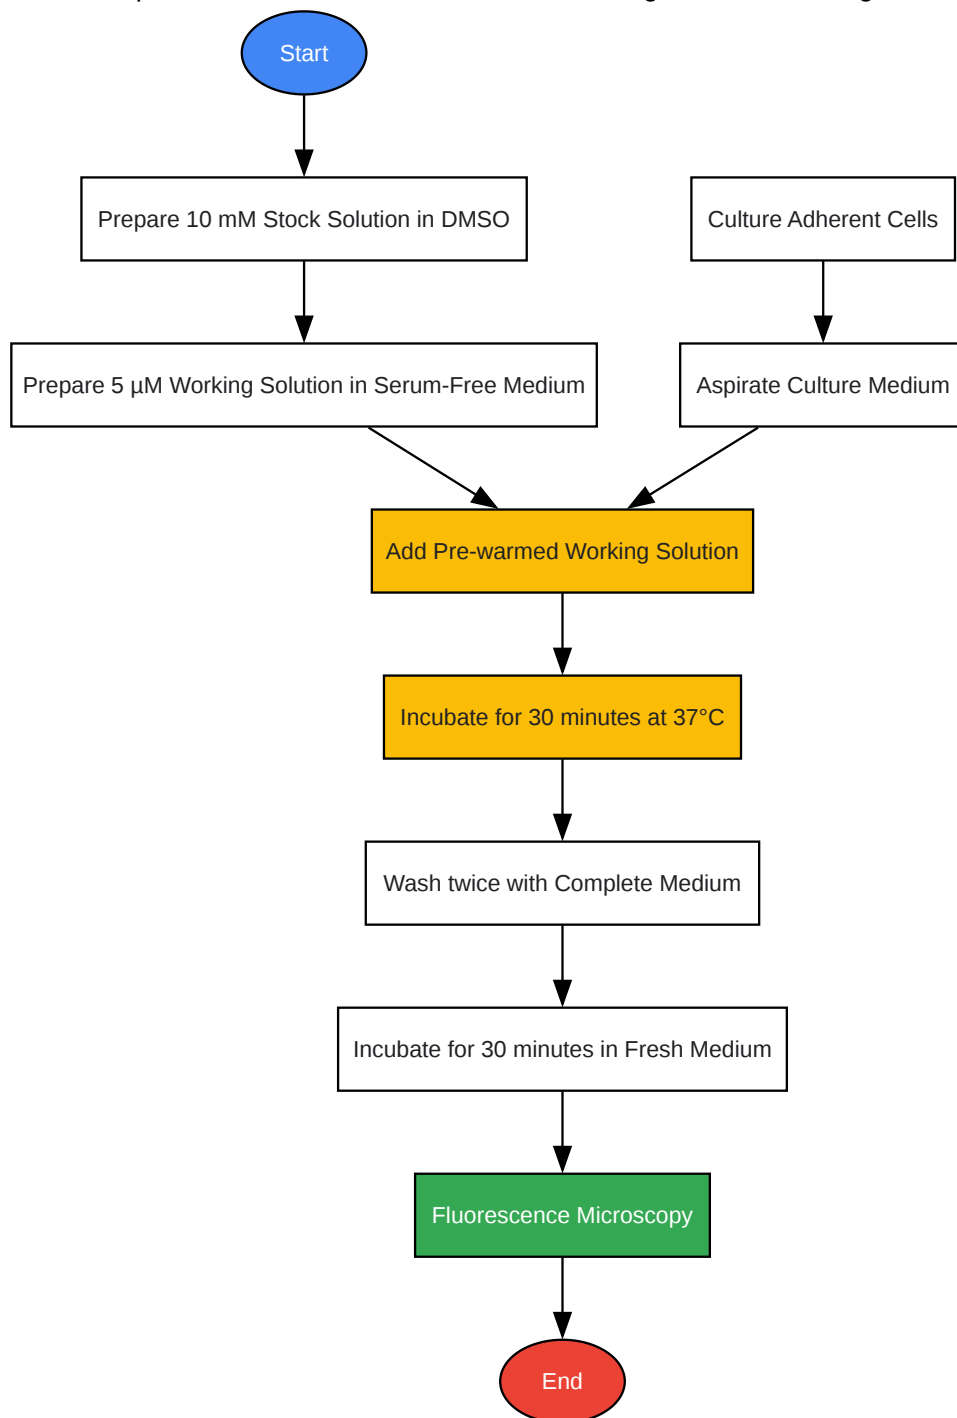 Start
Prepare 10 mM Stock Solution in DMSO
Culture Adherent Cells
Prepare 5 µM Working Solution in Serum-Free Medium
Aspirate Culture Medium
Add Pre-warmed Working Solution
Incubate for 30 minutes at 37°C
Wash twice with Complete Medium
Incubate for 30 minutes in Fresh Medium
Fluorescence Microscopy
End